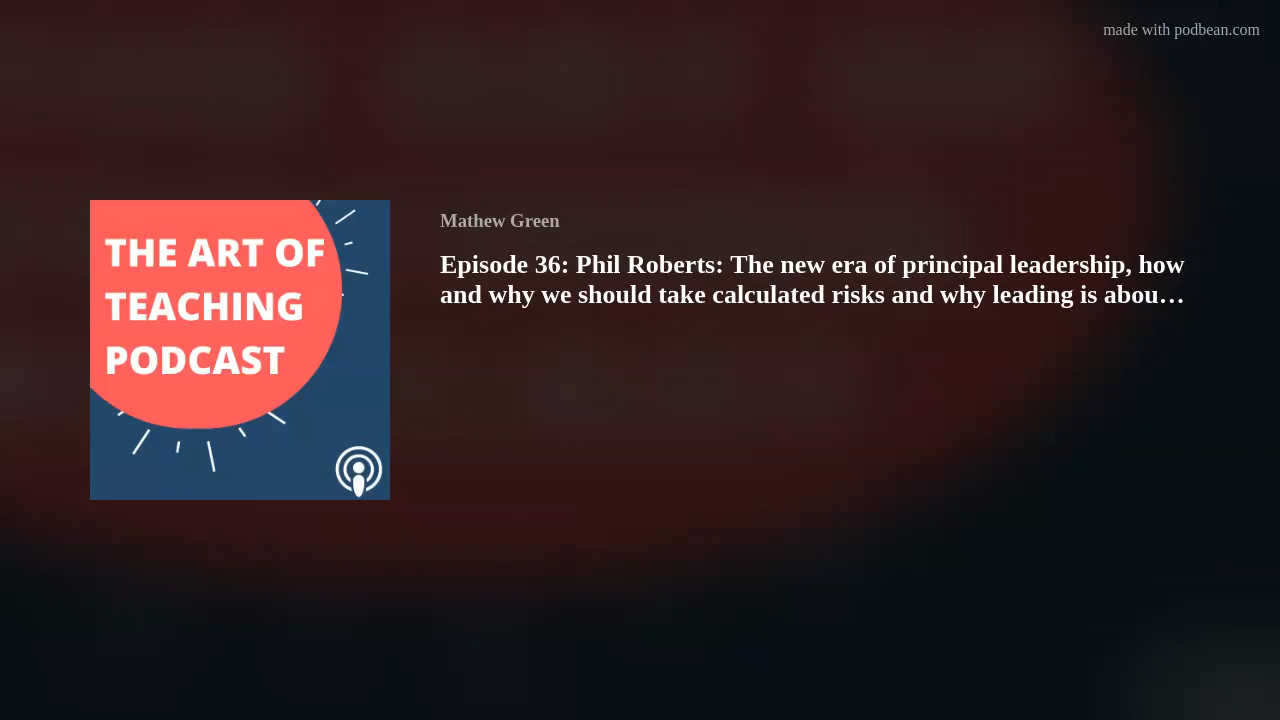 made with podbean.com
THE ART OF
TEACHING
PODCAST
Mathew Green
Episode 36: Phil Roberts: The new era of principal leadership, how
and why we should take calculated risks and why leading is abou…